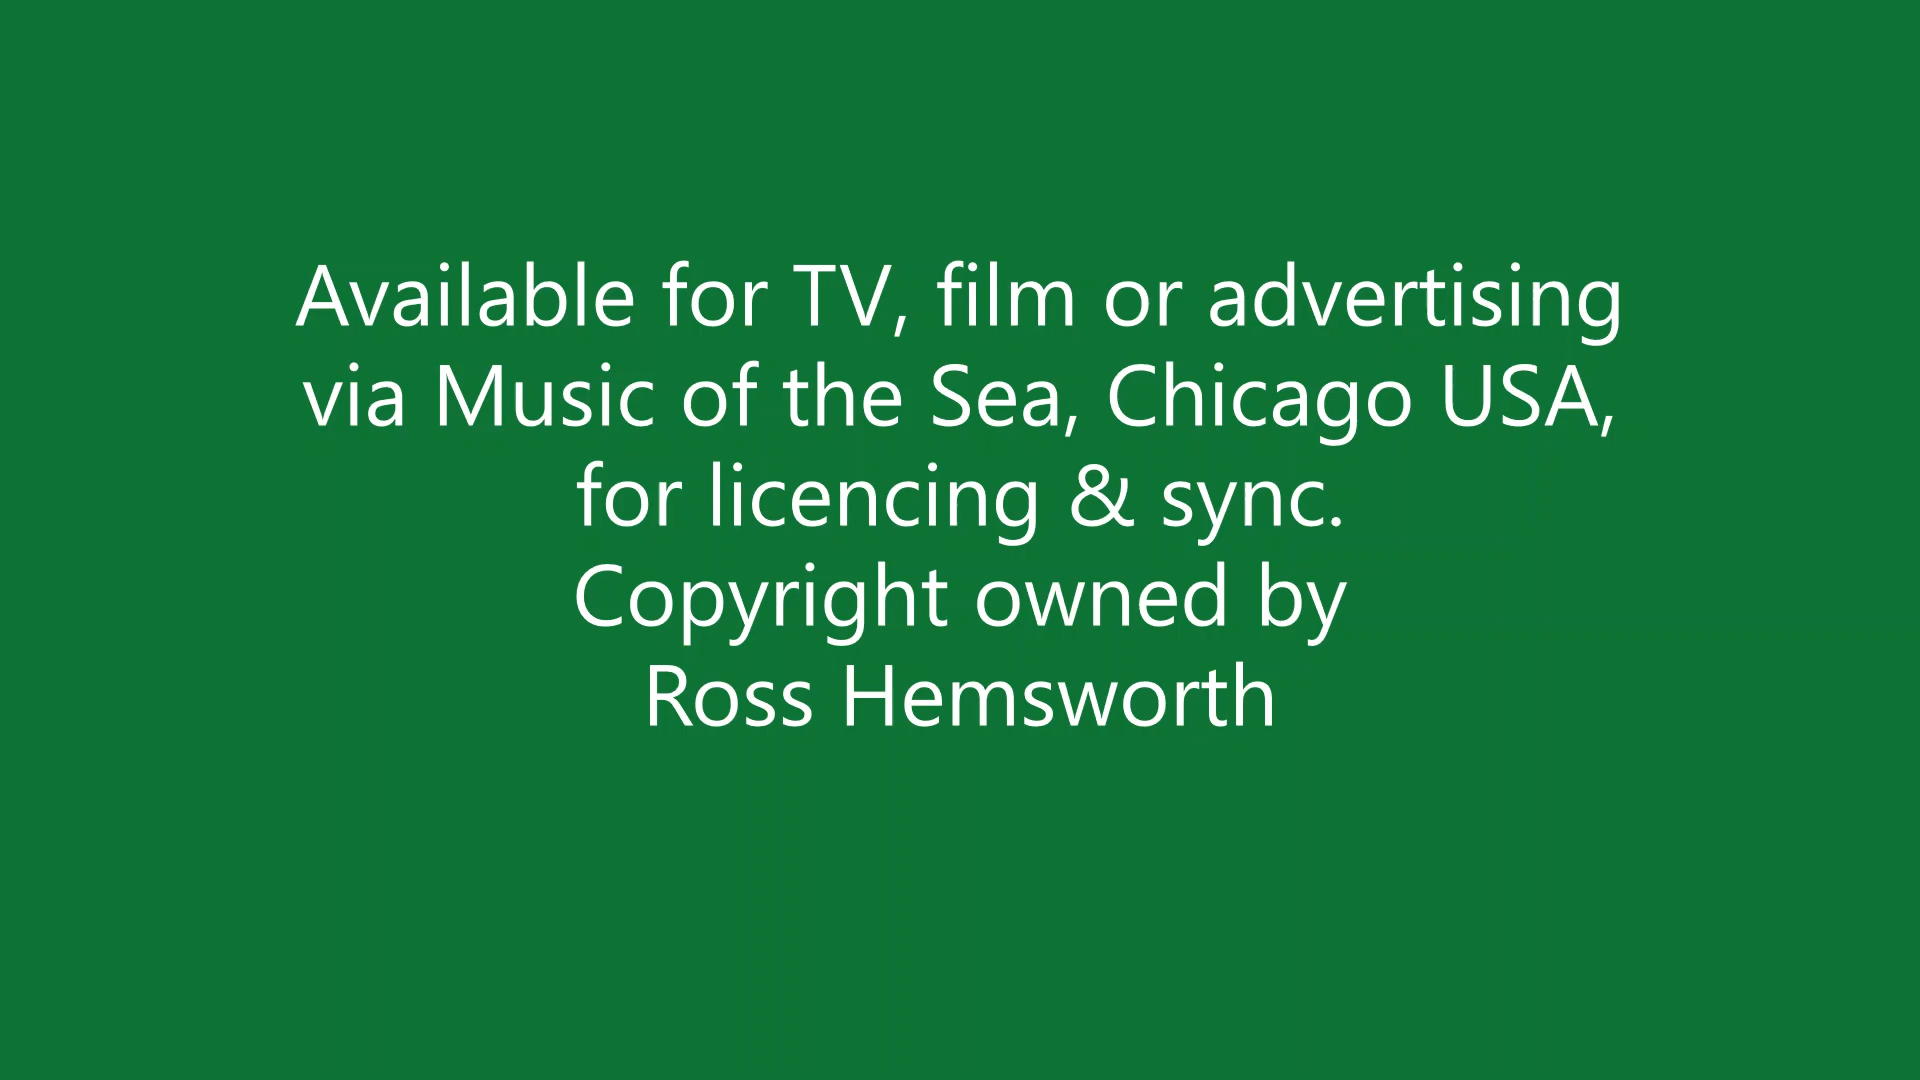 Available for TV, film or advertising
via Music of the Sea, Chicago USA,
for licencing & sync.
Copyright owned by
Ross Hemsworth